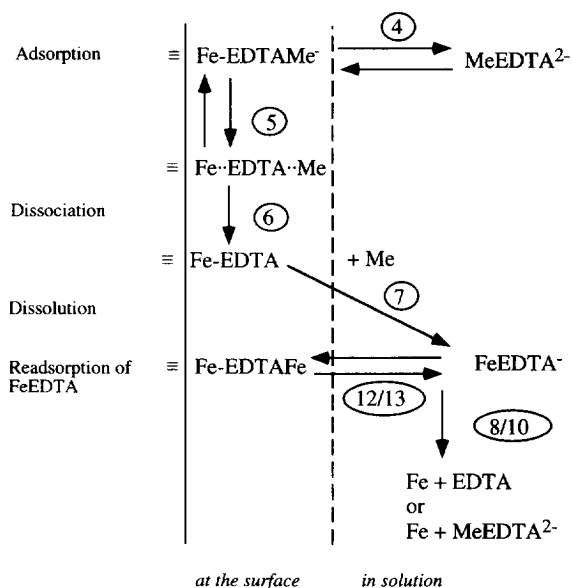 ④
Adsorption ≡ Fe-EDTAMe⁻ MeEDTA²⁻
⑤
≡ Fe··EDTA··Me
Dissociation
⑥
≡ Fe-EDTA + Me
⑦
Dissolution
Readsorption of ≡ Fe-EDTAFe FeEDTA⁻
FeEDTA
12/13
8/10
Fe + EDTA
or
Fe + MeEDTA²⁻
at the surface in solution